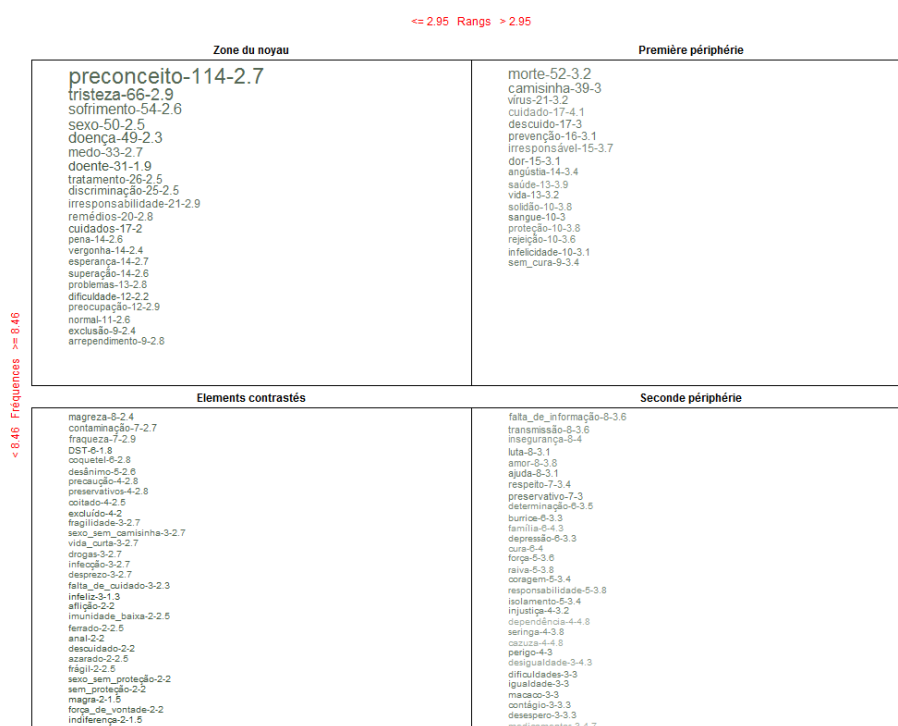 <= 2.95 Rangs > 2.95
Zone du noyau
preconceito-114-2.7
tristeza-66-2.9
sofrimento-54-2.6
sexo-50-2.5
doença-49-2.3
medo-33-2.7
doente-31-1.9
tratamento-26-2.5
discriminação-25-2.5
irresponsabilidade-21-2.9
remédios-20-2.8
cuidados-17-2
pena-14-2.6
vergonha-14-2.4
esperança-14-2.7
superação-14-2.6
problemas-13-2.8
dificuldade-12-2.2
preocupação-12-2.9
normal-11-2.6
exclusão-9-2.4
arrependimento-9-2.8
Première périphérie
morte-52-3.2
camisinha-39-3
vírus-21-3.2
cuidado-17-4.1
descuido-17-3
prevenção-16-3.1
irresponsável-15-3.7
dor-15-3.1
angústia-14-3.4
saúde-13-3.9
vida-13-3.2
solidão-10-3.8
sangue-10-3
proteção-10-3.8
rejeição-10-3.6
infelicidade-10-3.1
sem_cura-9-3.4
< 8.46 Fréquences >= 8.46
Elements contrastés
magreza-8-2.4
contaminação-7-2.7
fraqueza-7-2.9
DST-6-1.8
coquetel-6-2.8
desânimo-5-2.6
precaução-4-2.8
preservativos-4-2.8
coitado-4-2.5
excluído-4-2
fragilidade-3-2.7
sexo_sem_camisinha-3-2.7
vida_curta-3-2.7
drogas-3-2.7
infecção-3-2.7
desprezo-3-2.7
falta_de_cuidado-3-2.3
infeliz-3-1.3
aflição-2-2
imunidade_baixa-2-2.5
ferrado-2-2.5
anal-2-2
descuidado-2-2
azarado-2-2.5
frágil-2-2.5
sexo_sem_proteção-2-2
sem_proteção-2-2
magra-2-1.5
força_de_vontade-2-2
indiferença-2-1.5
Seconde périphérie
falta_de_informação-8-3.6
transmissão-8-3.6
insegurança-8-4
luta-8-3.1
amor-8-3.8
ajuda-8-3.1
respeito-7-3.4
preservativo-7-3
determinação-6-3.5
burrice-6-3.3
família-6-4.3
depressão-6-3.3
cura-6-4
força-5-3.6
raiva-5-3.8
coragem-5-3.4
responsabilidade-5-3.8
isolamento-5-3.4
injustiça-4-3.2
dependência-4-4.8
seringa-4-3.8
cazuza-4-4.8
perigo-4-3
desigualdade-3-4.3
dificuldades-3-3
igualdade-3-3
macaco-3-3
contágio-3-3.3
desespero-3-3.3
medicamentos-3-4.7